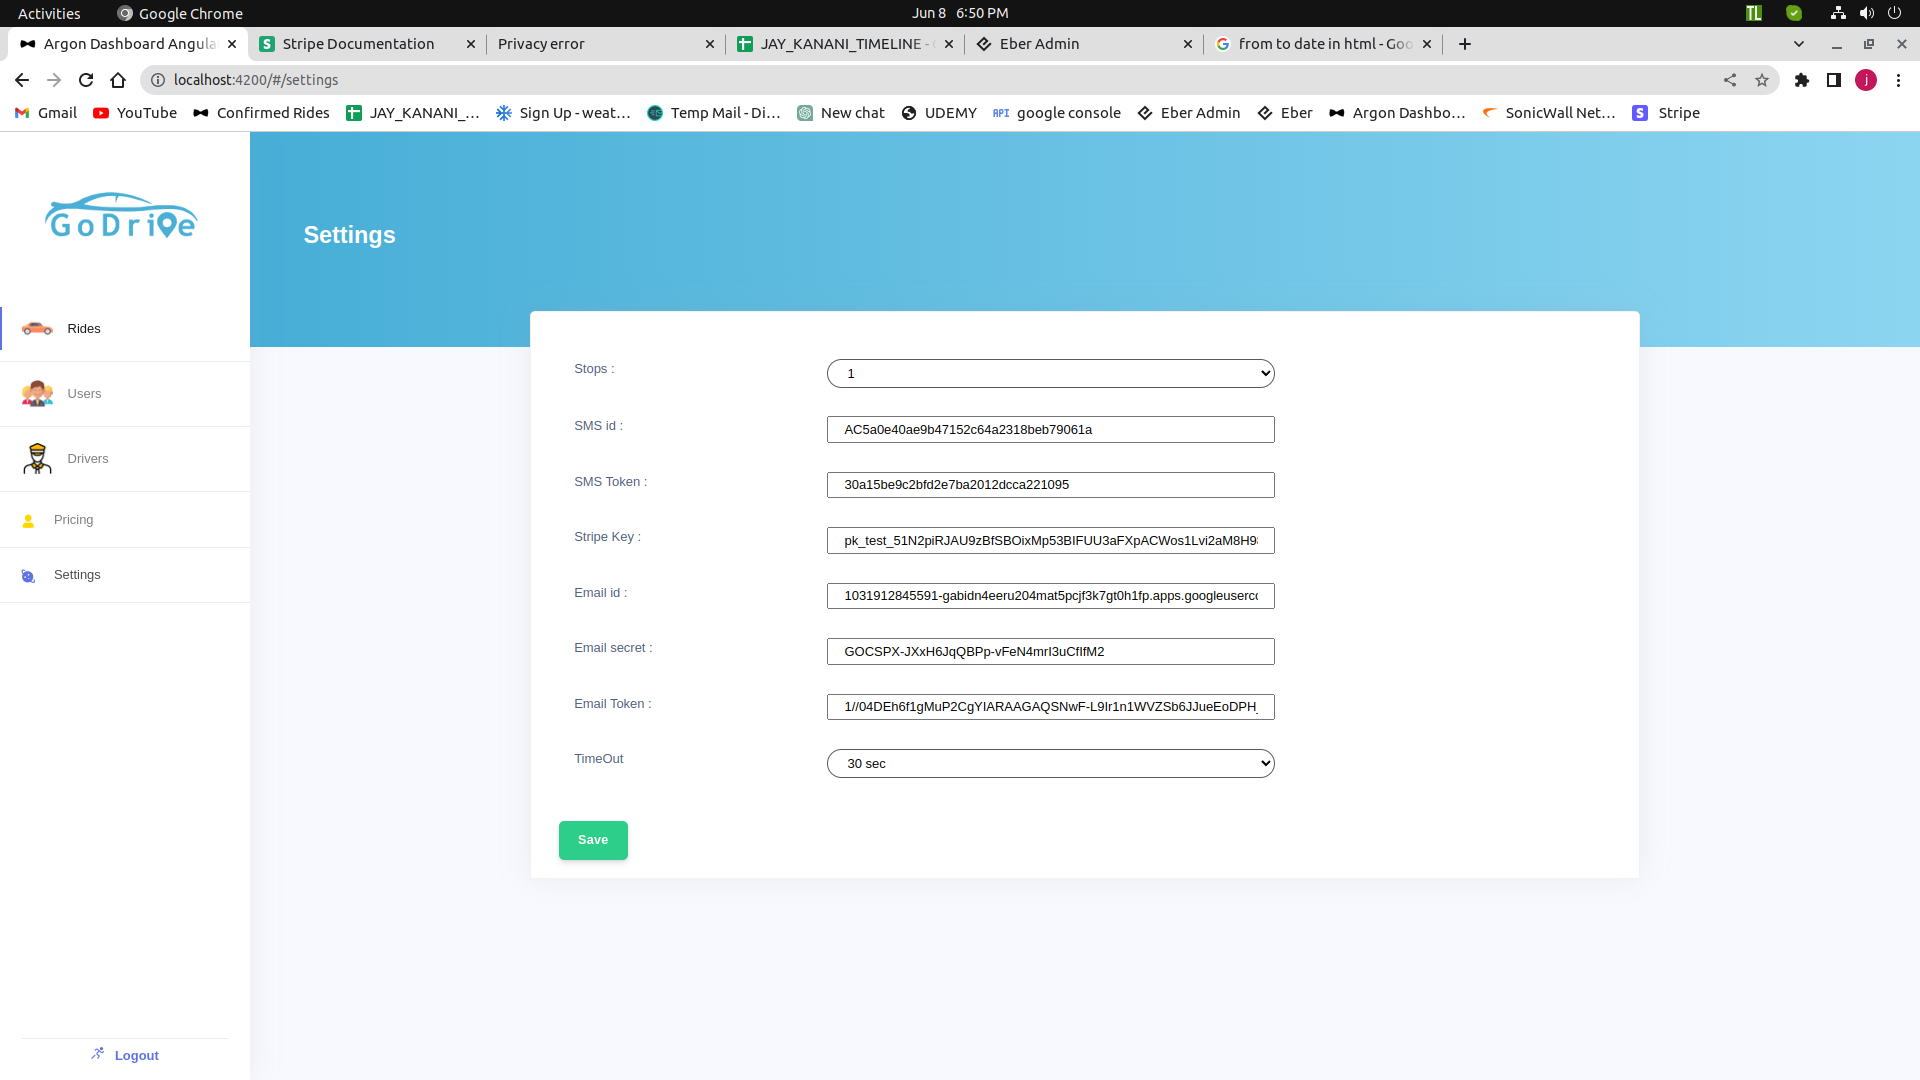 Activities
Google Chrome
Jun 8 6:50 PM
TL
Argon Dashboard Angula
Stripe Documentation
Privacy error
JAY_KANANI_TIMELINE -
Eber Admin
from to date in html - Goo
localhost:4200/#/settings
j
Gmail
YouTube
Confirmed Rides
JAY_KANANI_...
Sign Up - weat...
Temp Mail - Di...
New chat
UDEMY
API google console
Eber Admin
Eber
Argon Dashbo...
SonicWall Net...
S Stripe
GoDrive
Settings
Rides
Users
Drivers
Pricing
Settings
Logout
Stops :
1
SMS id :
AC5a0e40ae9b47152c64a2318beb79061a
SMS Token :
30a15be9c2bfd2e7ba2012dcca221095
Stripe Key :
pk_test_51N2piRJAU9zBfSBOixMp53BIFUU3aFXpACWos1Lvi2aM8H9
Email id :
1031912845591-gabidn4eeru204mat5pcjf3k7gt0h1fp.apps.googleuserc
Email secret :
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
Email Token :
1//04DEh6f1gMuP2CgYIARAAGAQSNwF-L9Ir1n1WVZSb6JJueEoDPH_
TimeOut
30 sec
Save